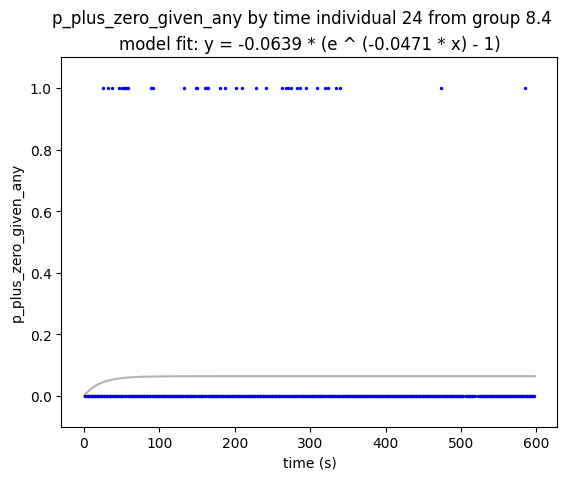 p_plus_zero_given_any by time individual 24 from group 8.4
model fit: y = -0.0639 * (e ^ (-0.0471 * x) - 1)
1.0
0.8
0.6
0.4
0.2
0.0
p_plus_zero_given_any
0 100 200 300 400 500 600
time (s)